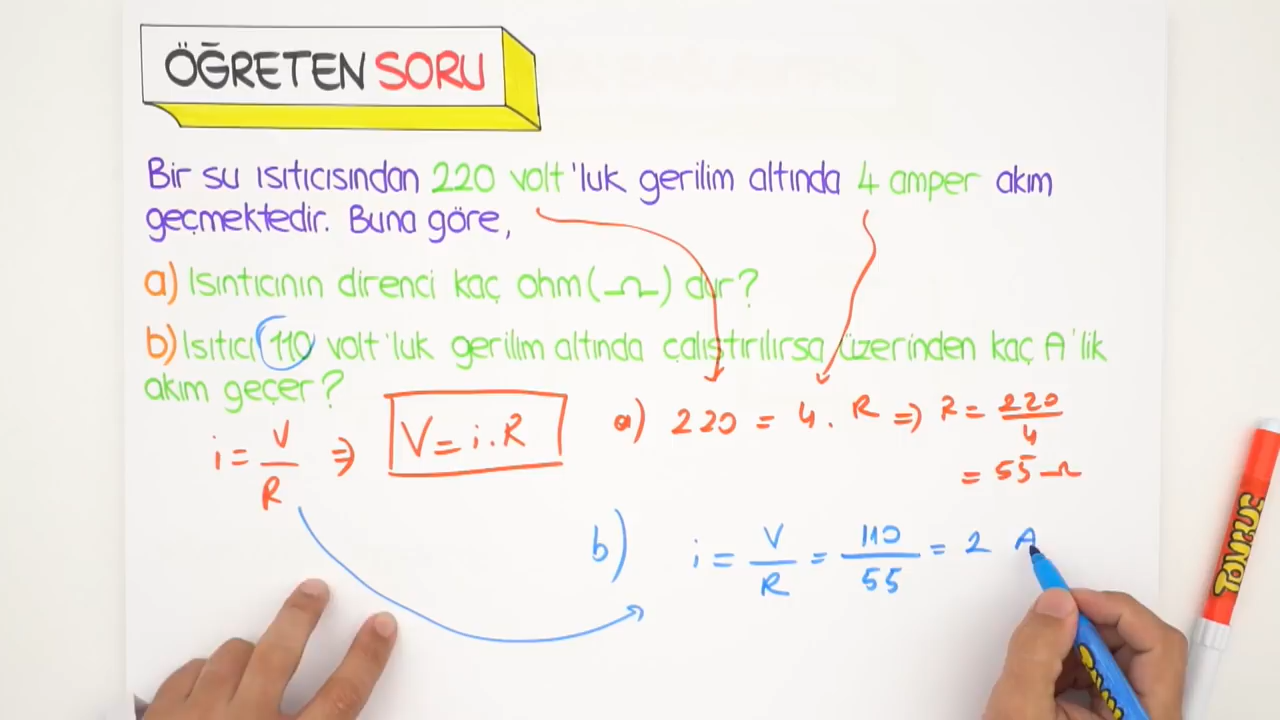 ÖĞRETEN SORU
Bir su ısıtıcısından 220 volt'luk gerilim altında 4 amper akım
geçmektedir. Buna göre,
a) Isıntıcının direnci kaç ohm (Ω) dur?
b) Isıtıcı 110 volt'luk gerilim altında çalıştırılırsa üzerinden kaç A'lik
akım geçer?
i = V/R ⇒ V = i.R
a) 220 = 4 . R ⇒ R = 220/4
= 55 Ω
b) i = V/R = 110/55 = 2 A